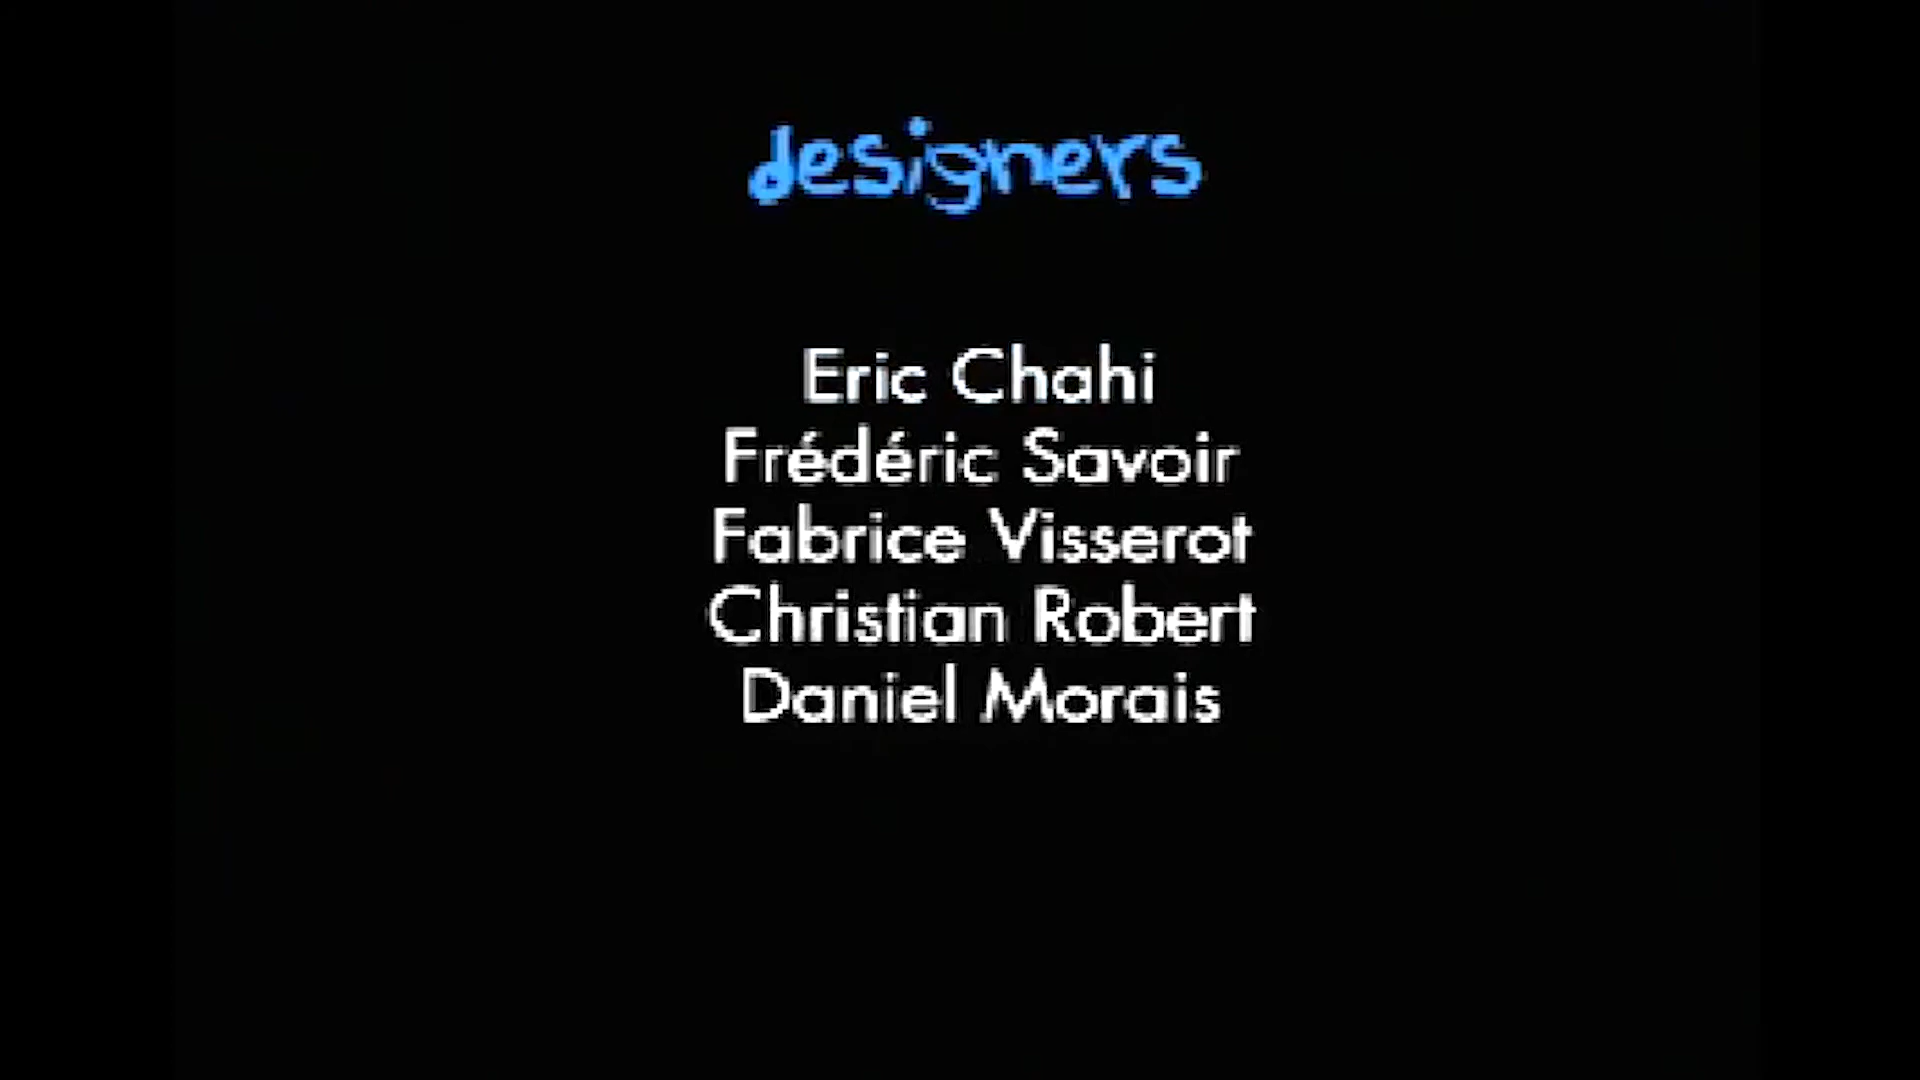 designers
Eric Chahi
Frédéric Savoir
Fabrice Visserot
Christian Robert
Daniel Morais